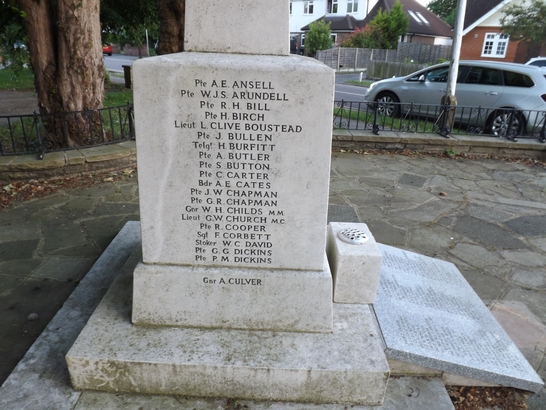 Pte A.E. ANSELL
Pte W.J.S. ARUNDELL
Pte R.H. BILL
Pte H. BIRCH
Lieut L. CLIVE BOUSTEAD
Pte J. BULLEN
Telgt H. BURFITT
Pte A. BUTLER
Pte S. BUTTON
Pte C. CARTER
Bdr A.E. CATES
Pte J.W. CHAPMAN
Pte G.R. CHAPMAN
Gnr W.H. CHILDS M.M.
Lieut G.W. CHURCH M.C.
Pte R. COOPER
Sgt F. CORBETT
Stoker W.C. DAVID
Pte G.G. DICKINS
Pte P.M. DICKINS
Gnr A. CULVER